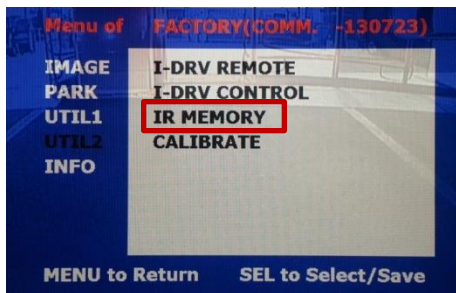 Menu of FACTORY(COMM. -130723)
IMAGE I-DRV REMOTE
PARK I-DRV CONTROL
UTIL1 IR MEMORY
UTIL2 CALIBRATE
INFO
MENU to Return SEL to Select/Save